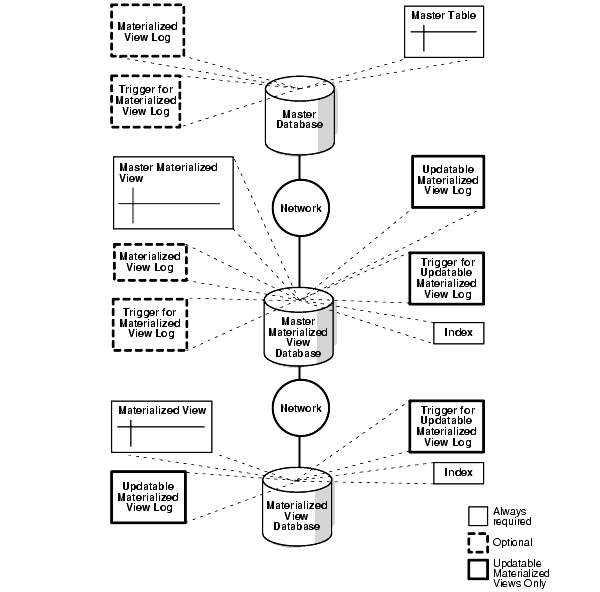 Materialized
View Log
Master Table
Trigger for
Materialized
View Log
Master
Database
Master Materialized
View
Updatable
Materialized
View Log
Network
Materialized
View Log
Trigger for
Updatable
Materialized
View Log
Trigger for
Materialized
View Log
Master
Materialized
View
Database
Index
Materialized View
Network
Trigger for
Updatable
Materialized
View Log
Updatable
Materialized
View Log
Index
Materialized
View
Database
Always
required
Optional
Updatable
Materialized
Views Only